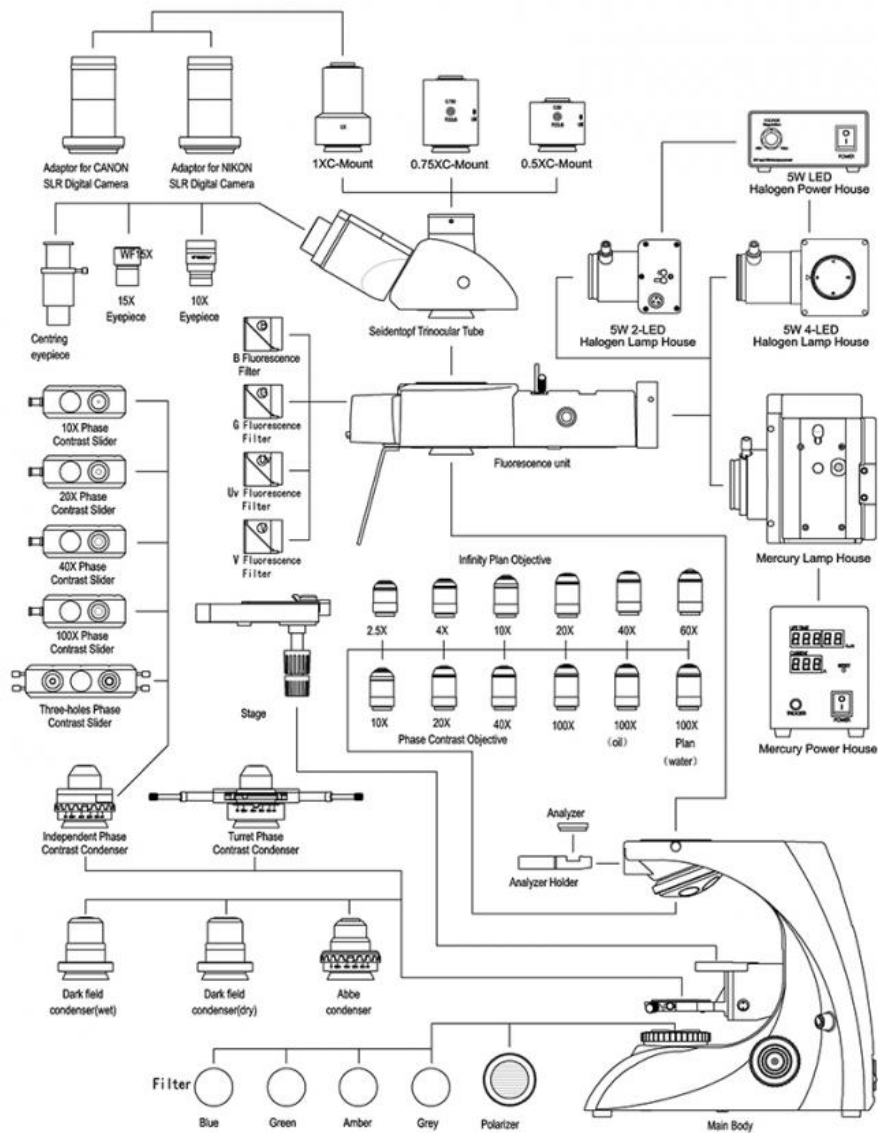 Adaptor for CANON
SLR Digital Camera
Adaptor for NIKON
SLR Digital Camera
1XC-Mount
0.75XC-Mount
0.5XC-Mount
POWER
5W LED
Halogen Power House
Centring
eyepiece
WF15X
15X
Eyepiece
10X
Eyepiece
Seidentopf Trinocular Tube
5W 2-LED
Halogen Lamp House
5W 4-LED
Halogen Lamp House
B
B Fluorescence
Filter
G
G Fluorescence
Filter
Uv
Uv Fluorescence
Filter
V
V Fluorescence
Filter
Fluorescence unit
10X Phase
Contrast Slider
20X Phase
Contrast Slider
40X Phase
Contrast Slider
100X Phase
Contrast Slider
Three-holes Phase
Contrast Slider
Mercury Lamp House
Infinity Plan Objective
2.5X
4X
10X
20X
40X
60X
10X
20X
40X
100X
100X
(oil)
100X
Plan
(water)
Phase Contrast Objective
Stage
LIFE TIME
CURRENT
RESET
TRIGGER
POWER
Mercury Power House
Independent Phase
Contrast Condenser
Turret Phase
Contrast Condenser
Analyzer
Analyzer Holder
Dark field
condenser(wet)
Dark field
condenser(dry)
Abbe
condenser
Filter
Blue
Green
Amber
Grey
Polarizer
Main Body